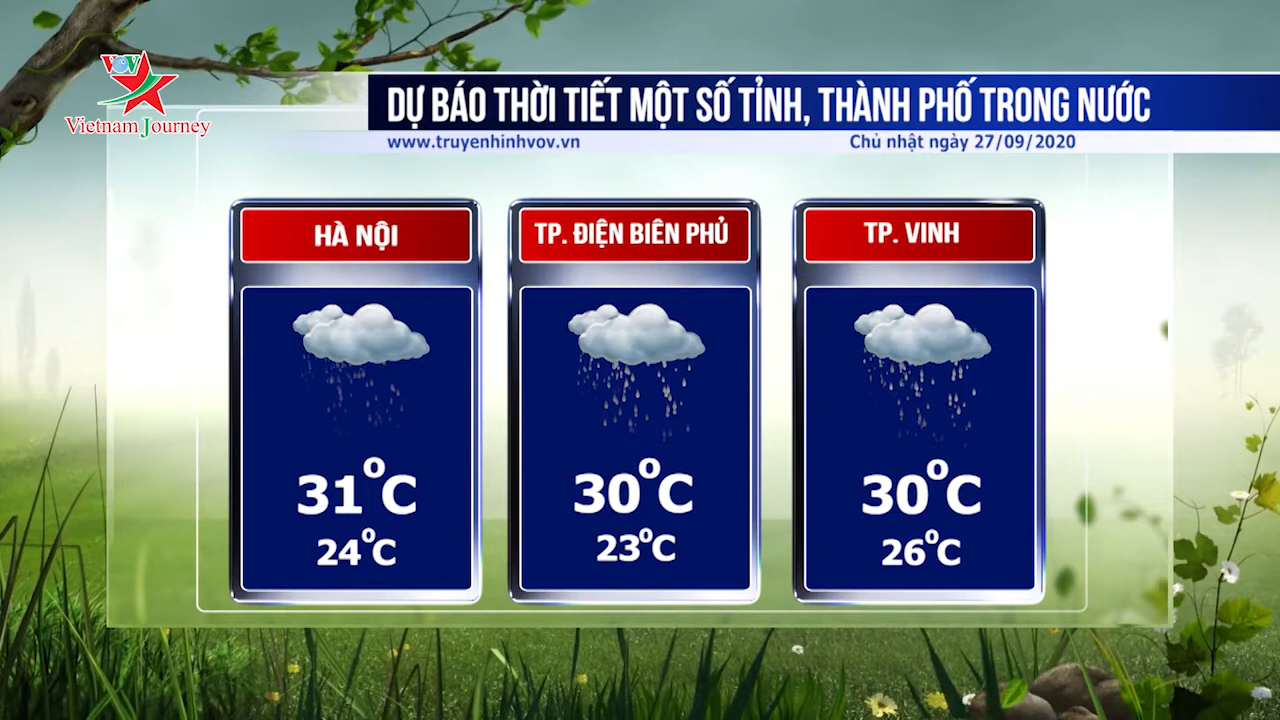 VOV
Vietnam Journey
DỰ BÁO THỜI TIẾT MỘT SỐ TỈNH, THÀNH PHỐ TRONG NƯỚC
www.truyenhinhvov.vn
Chủ nhật ngày 27/09/2020
HÀ NỘI
31°C
24°C
TP. ĐIỆN BIÊN PHỦ
30°C
23°C
TP. VINH
30°C
26°C